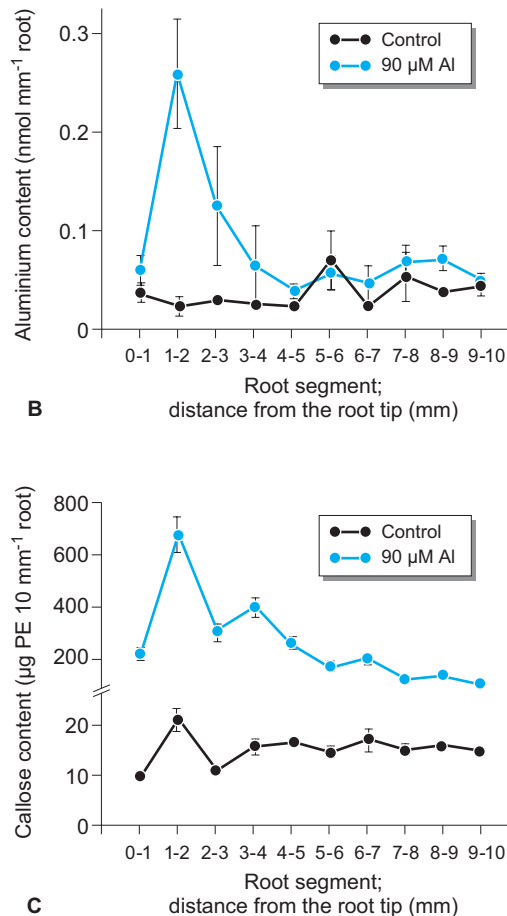 Aluminium content (nmol mm⁻¹ root)
0.3
0.2
0.1
0
Control
90 µM Al
0-1 1-2 2-3 3-4 4-5 5-6 6-7 7-8 8-9 9-10
Root segment;
B distance from the root tip (mm)
Callose content (µg PE 10 mm⁻¹ root)
800
600
400
200
20
10
0
Control
90 µM Al
0-1 1-2 2-3 3-4 4-5 5-6 6-7 7-8 8-9 9-10
Root segment;
C distance from the root tip (mm)